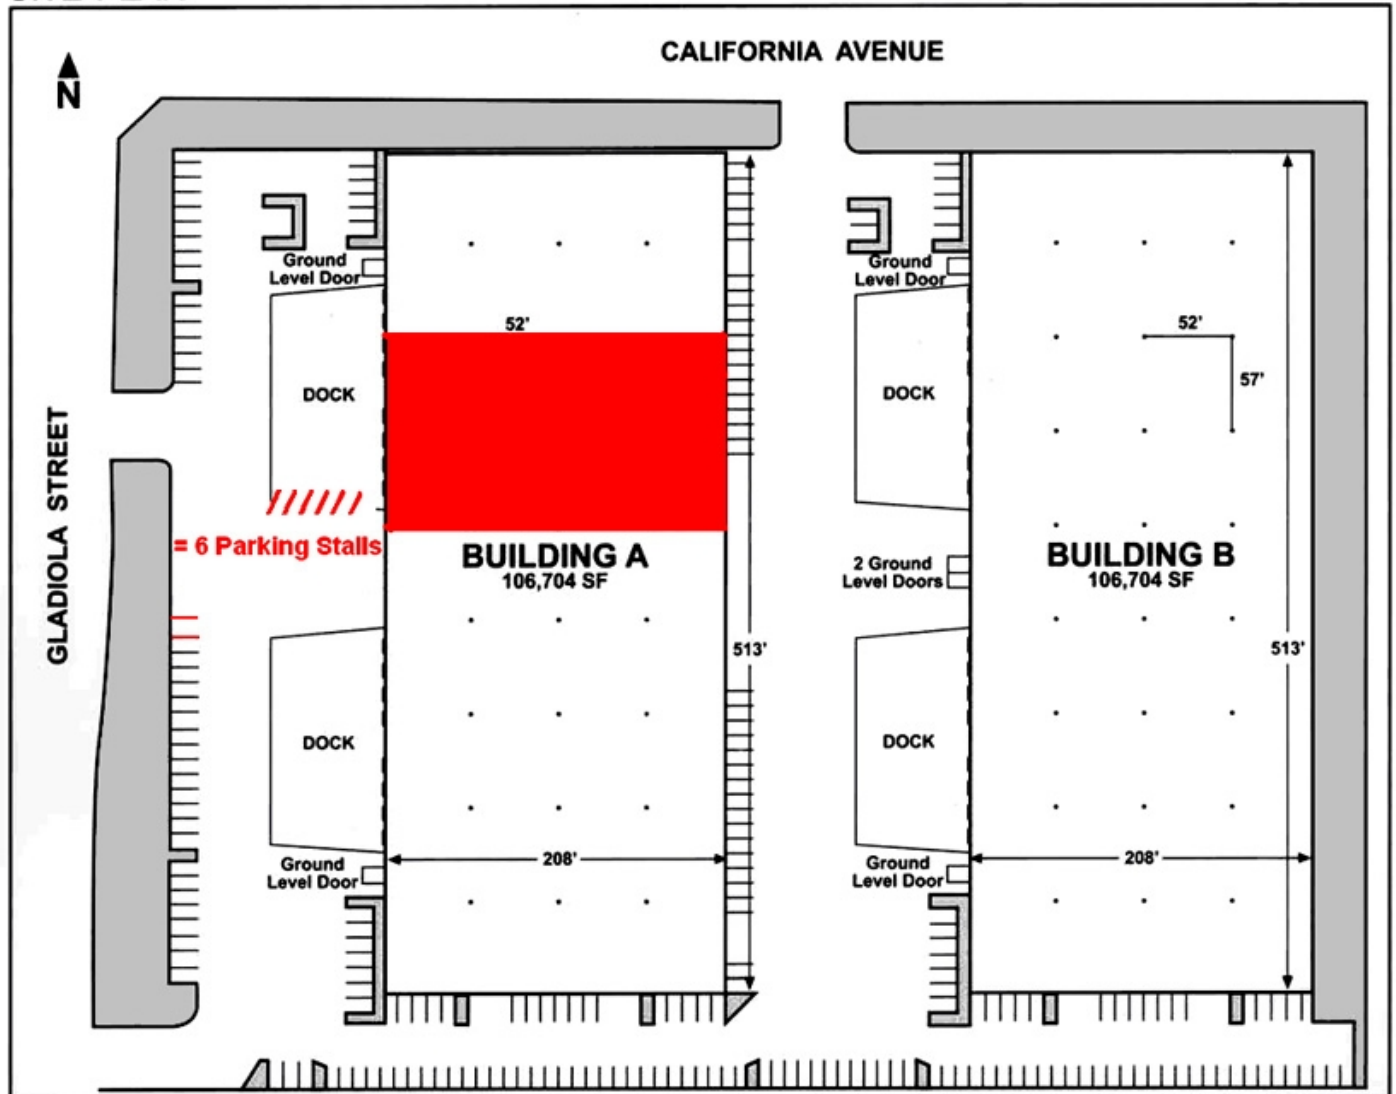 CALIFORNIA AVENUE
N
Ground
Level Door
Ground
Level Door
52'
52'
57'
DOCK
DOCK
GLADIOLA STREET
= 6 Parking Stalls
BUILDING A
106,704 SF
2 Ground
Level Doors
BUILDING B
106,704 SF
513'
513'
DOCK
DOCK
208'
208'
Ground
Level Door
Ground
Level Door